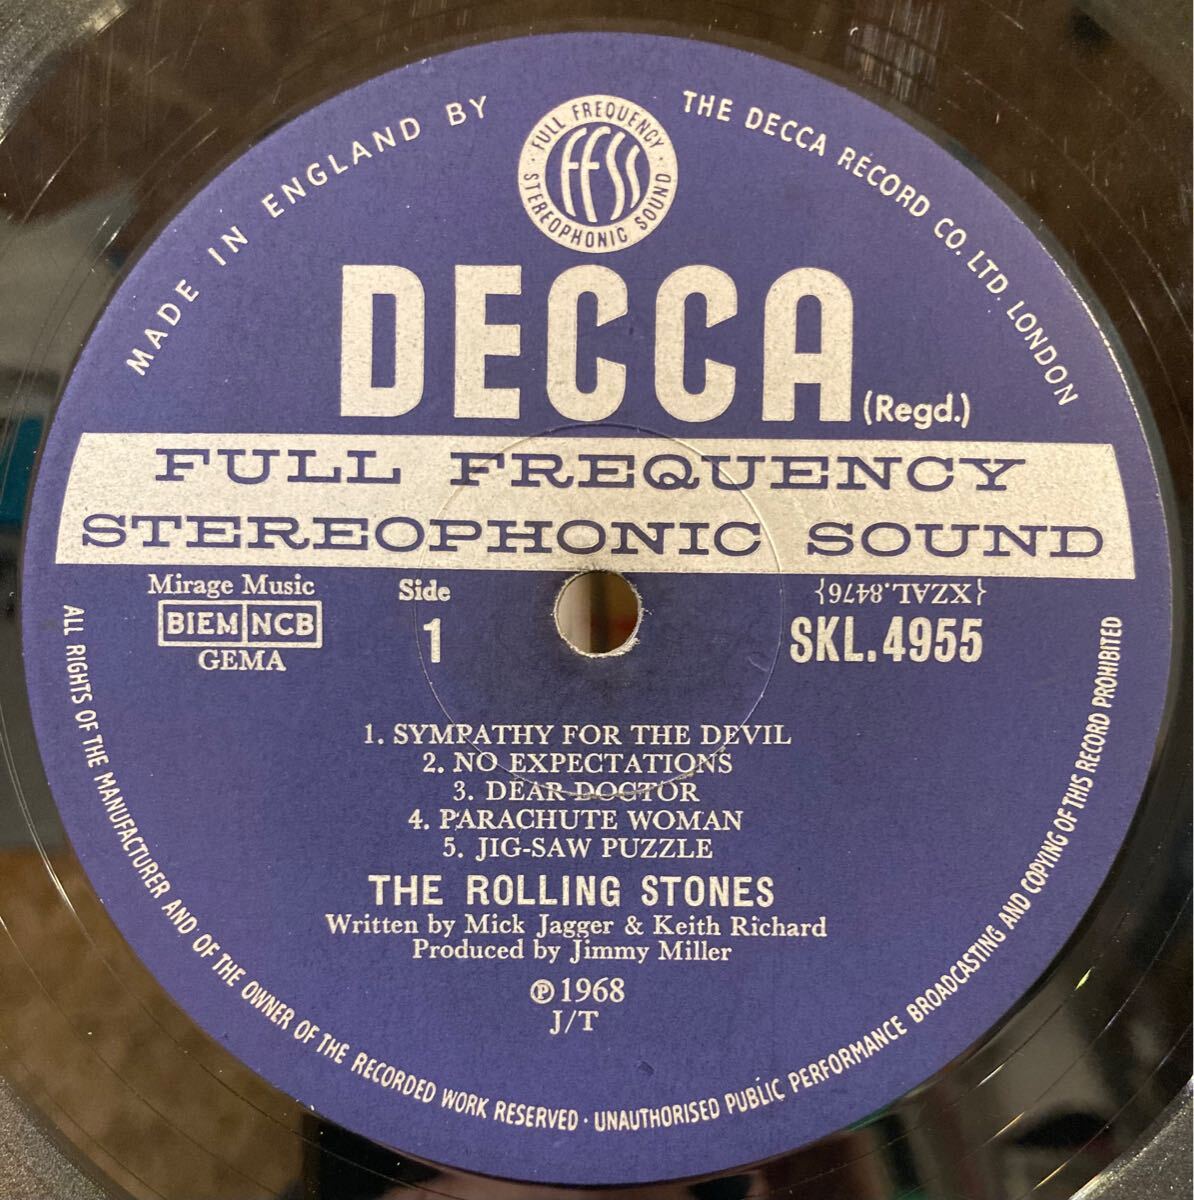 MADE IN ENGLAND BY
THE DECCA RECORD CO. LTD. LONDON
FULL FREQUENCY
FFSS
STEREOPHONIC SOUND
DECCA
(Regd.)
FULL FREQUENCY
STEREOPHONIC SOUND
Mirage Music
BIEM NCB
GEMA
Side
1
{XZAL.8476}
SKL.4955
1. SYMPATHY FOR THE DEVIL
2. NO EXPECTATIONS
3. DEAR DOCTOR
4. PARACHUTE WOMAN
5. JIG-SAW PUZZLE
THE ROLLING STONES
Written by Mick Jagger & Keith Richard
Produced by Jimmy Miller
℗ 1968
J/T
ALL RIGHTS OF THE MANUFACTURER AND OF THE OWNER OF THE RECORDED WORK RESERVED · UNAUTHORISED PUBLIC PERFORMANCE BROADCASTING AND COPYING OF THIS RECORD PROHIBITED